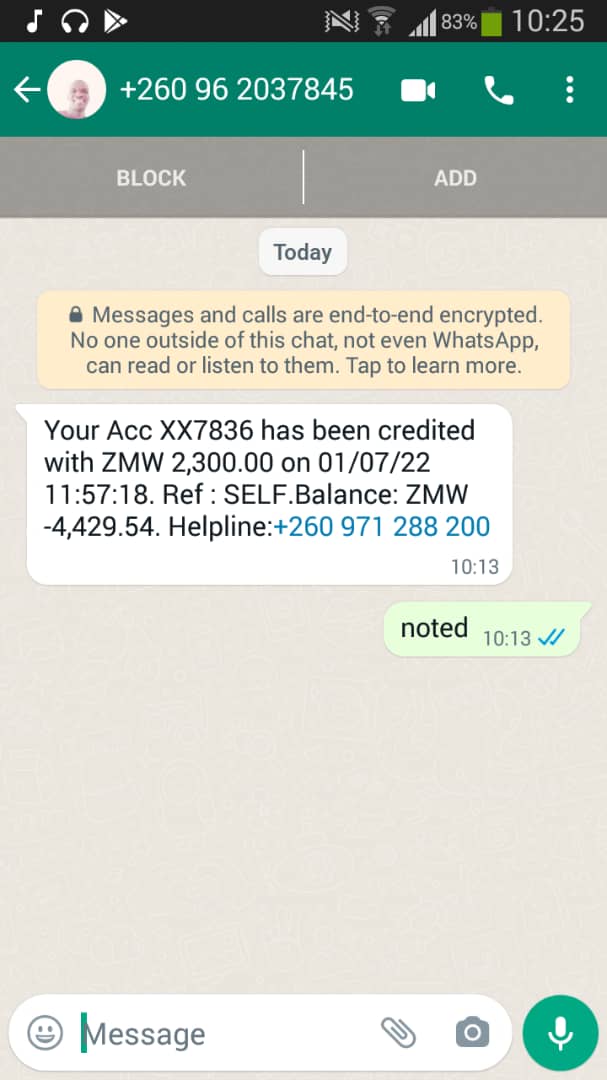 83% 10:25
+260 96 2037845
BLOCK ADD
Today
Messages and calls are end-to-end encrypted.
No one outside of this chat, not even WhatsApp,
can read or listen to them. Tap to learn more.
Your Acc XX7836 has been credited
with ZMW 2,300.00 on 01/07/22
11:57:18. Ref : SELF.Balance: ZMW
-4,429.54. Helpline:+260 971 288 200
10:13
noted 10:13
Message